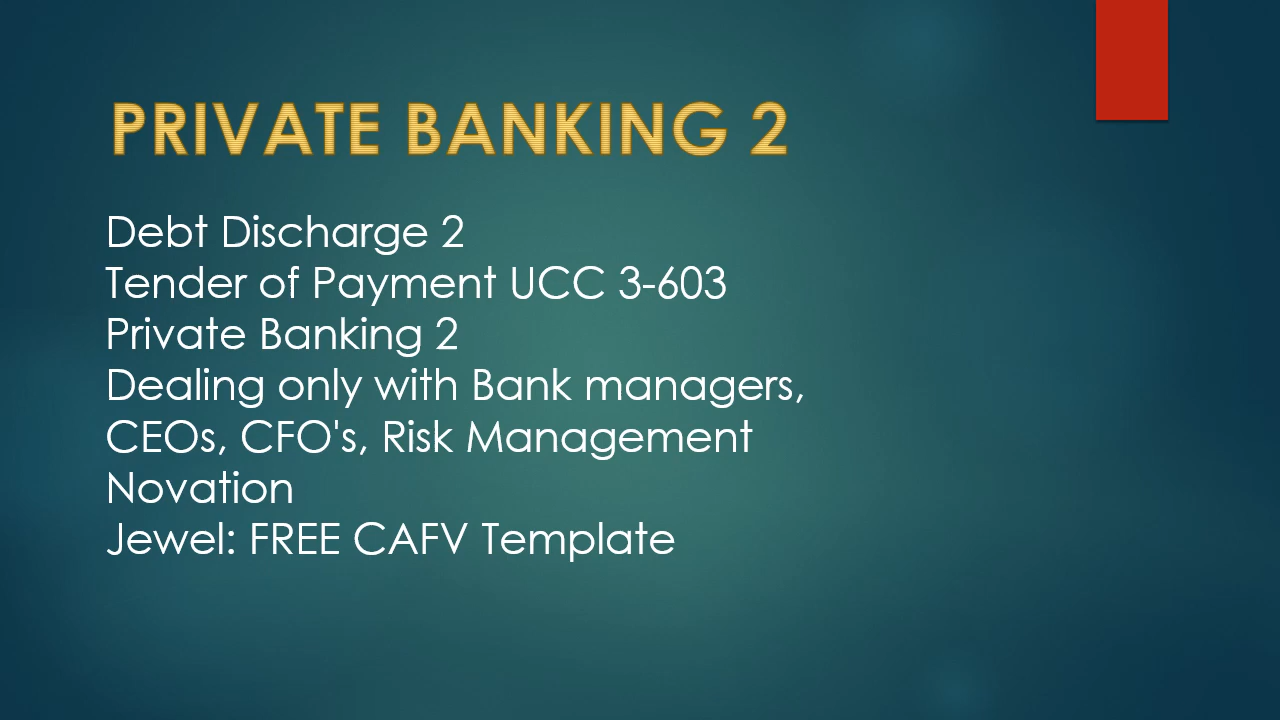 PRIVATE BANKING 2
Debt Discharge 2
Tender of Payment UCC 3-603
Private Banking 2
Dealing only with Bank managers,
CEOs, CFO's, Risk Management
Novation
Jewel: FREE CAFV Template